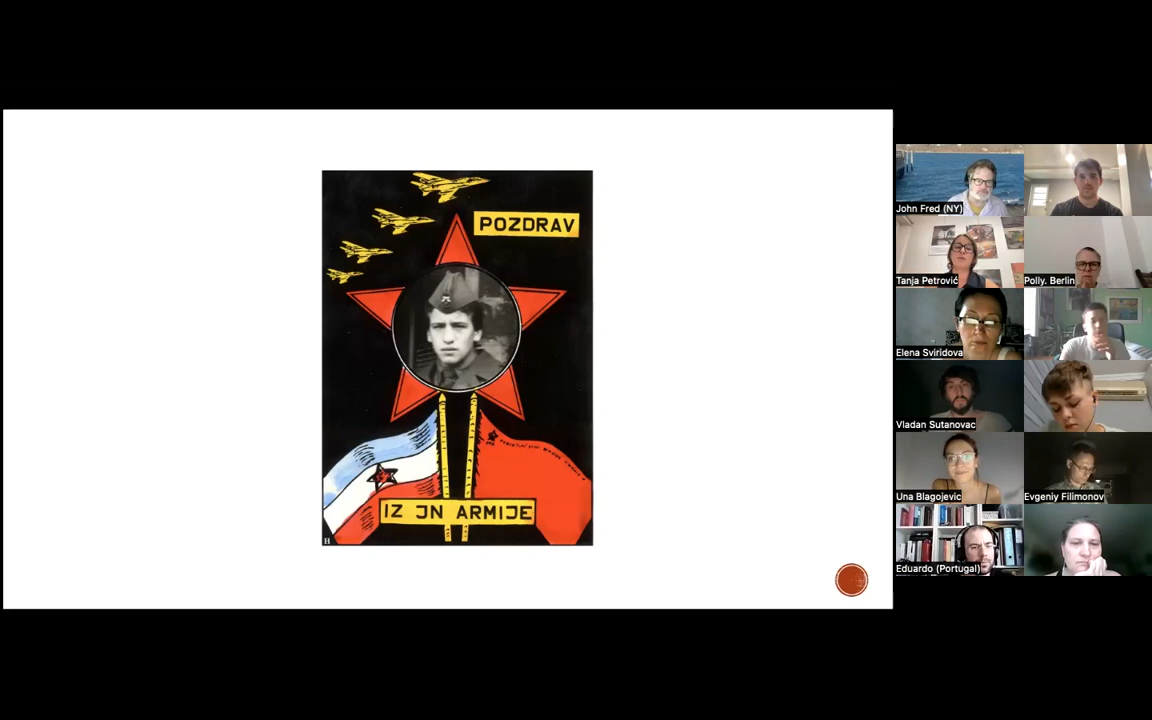 POZDRAV
IZ JN ARMIJE
H
John Fred (NY)
Tanja Petrović
Polly. Berlin
Elena Sviridova
Vladan Sutanovac
Una Blagojevic
Evgeniy Filimonov
Eduardo (Portugal)